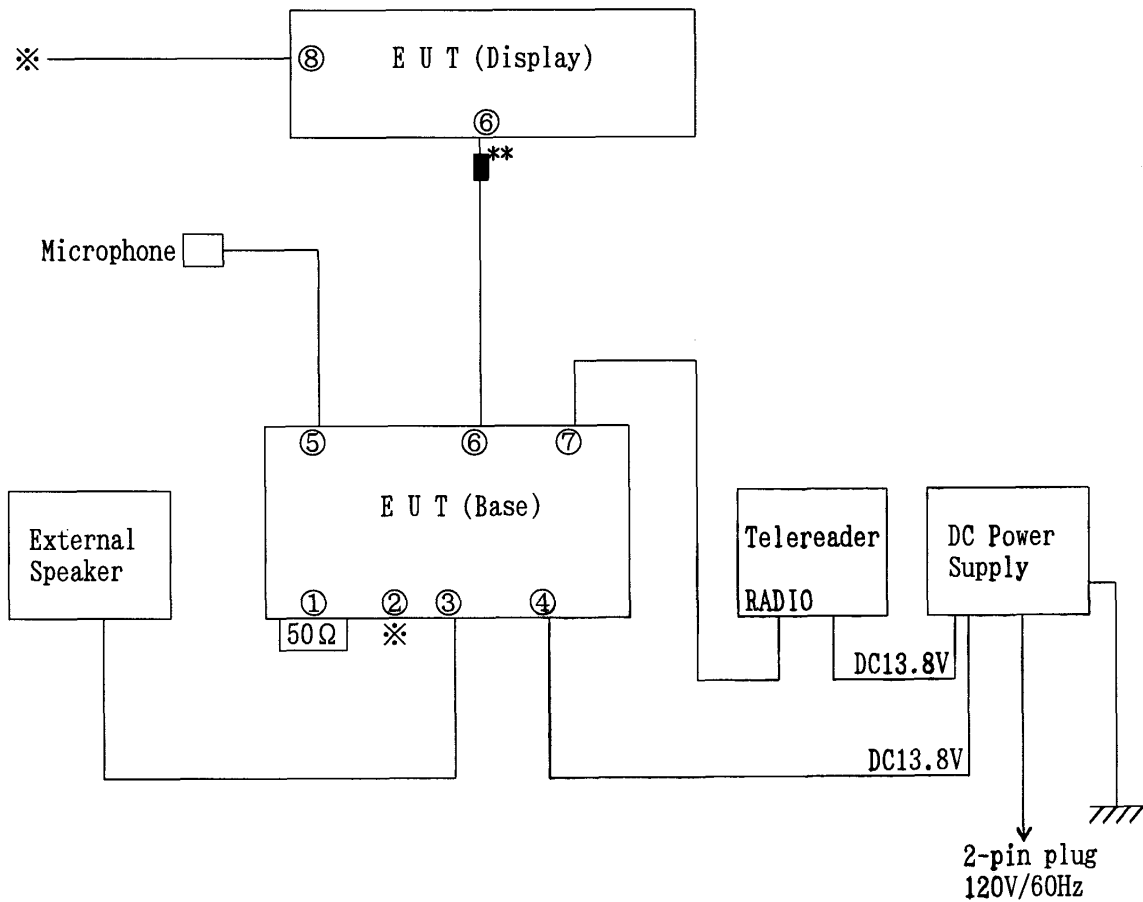 ※ ⑧ E U T (Display)
⑥
**
Microphone
⑤ ⑥ ⑦
E U T (Base)
① ② ③ ④
50Ω ※
External
Speaker
Telereader
RADIO
DC Power
Supply
DC13.8V
DC13.8V
2-pin plug
120V/60Hz